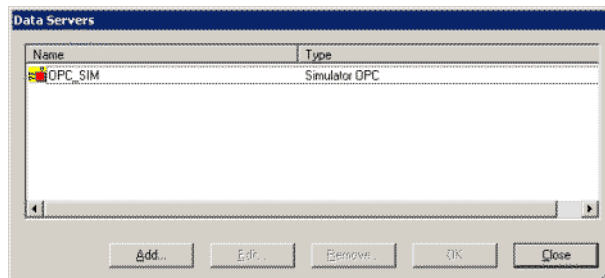 Data Servers
Name Type
OPC_SIM Simulator OPC
Add... Edit... Remove... OK Close